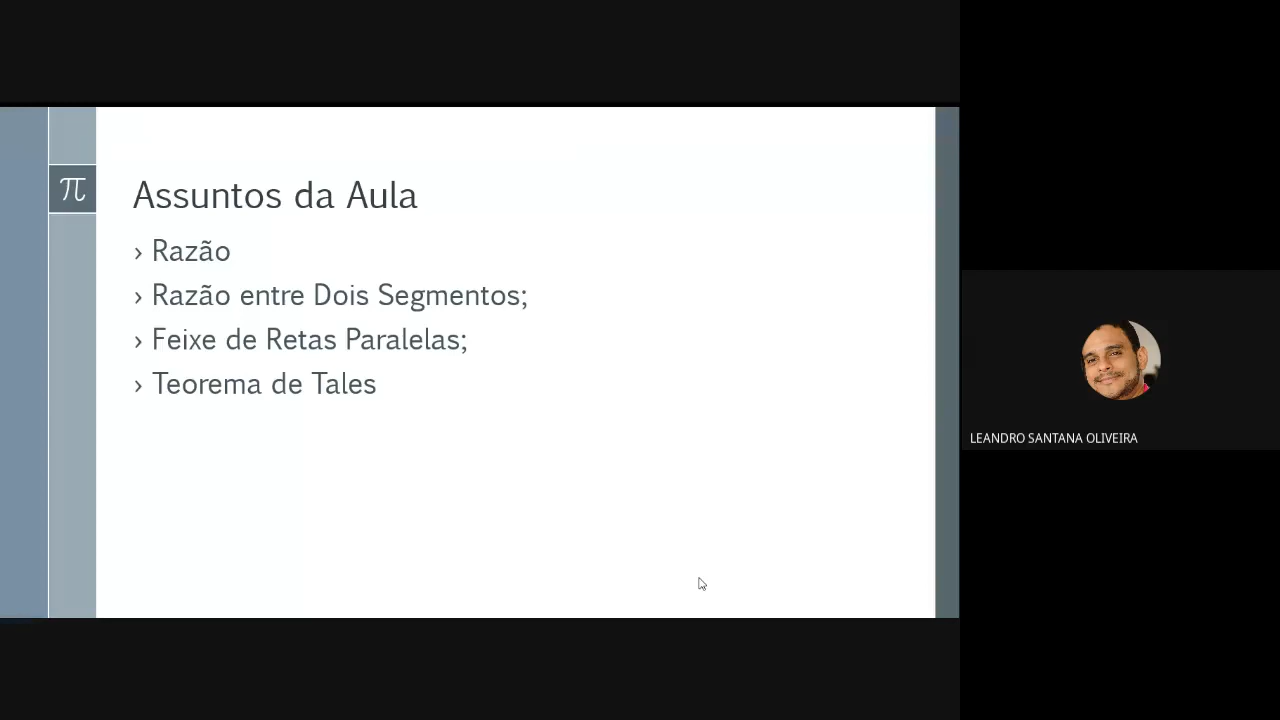 π
Assuntos da Aula
› Razão
› Razão entre Dois Segmentos;
› Feixe de Retas Paralelas;
› Teorema de Tales
LEANDRO SANTANA OLIVEIRA